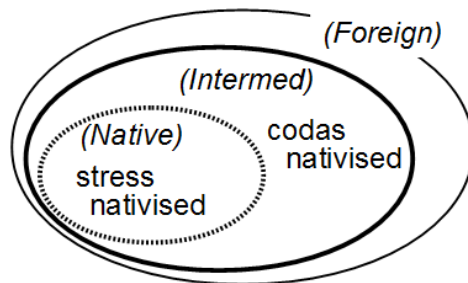 (Foreign)
(Intermed)
(Native)
codas
nativised
stress
nativised